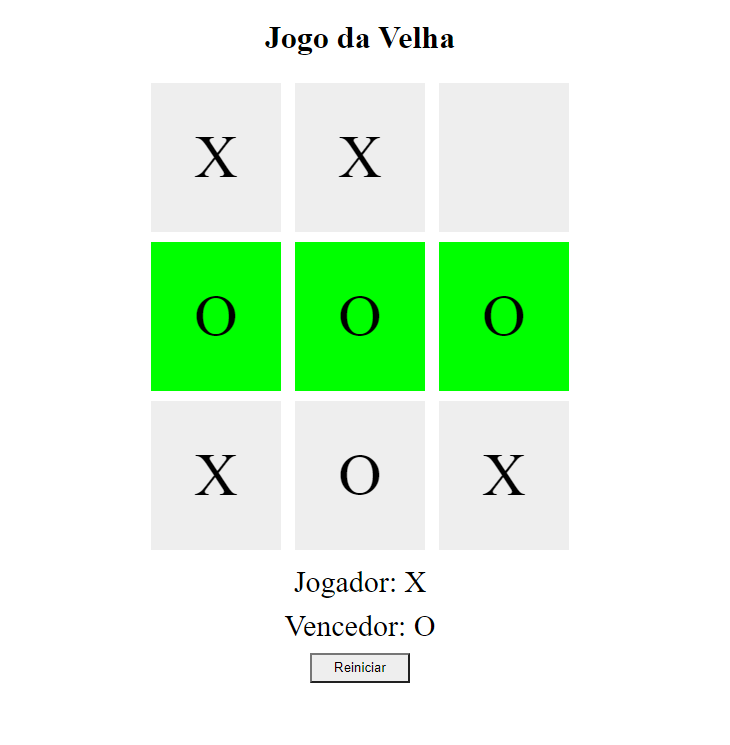 Jogo da Velha
X X
O O O
X O X
Jogador: X
Vencedor: O
Reiniciar